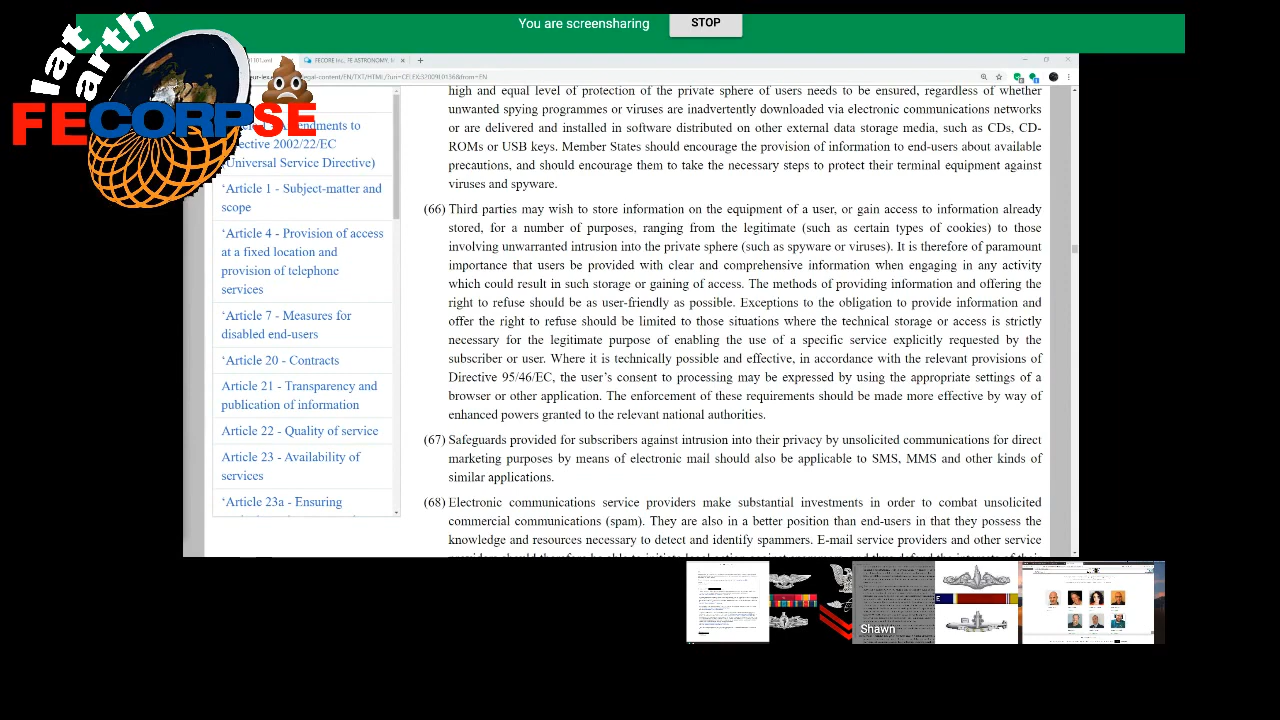 You are screensharing STOP
lat
arth
FECORPSE
1101.xml
FECORE Inc., FE ASTRONOMY, I
high and equal level of protection of the private sphere of users needs to be ensured, regardless of whether
unwanted spying programmes or viruses are inadvertently downloaded via electronic communications networks
or are delivered and installed in software distributed on other external data storage media, such as CDs, CD-
ROMs or USB keys. Member States should encourage the provision of information to end-users about available
precautions, and should encourage them to take the necessary steps to protect their terminal equipment against
viruses and spyware.
(66) Third parties may wish to store information on the equipment of a user, or gain access to information already
stored, for a number of purposes, ranging from the legitimate (such as certain types of cookies) to those
involving unwarranted intrusion into the private sphere (such as spyware or viruses). It is therefore of paramount
importance that users be provided with clear and comprehensive information when engaging in any activity
which could result in such storage or gaining of access. The methods of providing information and offering the
right to refuse should be as user-friendly as possible. Exceptions to the obligation to provide information and
offer the right to refuse should be limited to those situations where the technical storage or access is strictly
necessary for the legitimate purpose of enabling the use of a specific service explicitly requested by the
subscriber or user. Where it is technically possible and effective, in accordance with the relevant provisions of
Directive 95/46/EC, the user’s consent to processing may be expressed by using the appropriate settings of a
browser or other application. The enforcement of these requirements should be made more effective by way of
enhanced powers granted to the relevant national authorities.
(67) Safeguards provided for subscribers against intrusion into their privacy by unsolicited communications for direct
marketing purposes by means of electronic mail should also be applicable to SMS, MMS and other kinds of
similar applications.
(68) Electronic communications service providers make substantial investments in order to combat unsolicited
commercial communications (spam). They are also in a better position than end-users in that they possess the
knowledge and resources necessary to detect and identify spammers. E-mail service providers and other service
Amendments to
Directive 2002/22/EC
(Universal Service Directive)
‘Article 1 - Subject-matter and
scope
‘Article 4 - Provision of access
at a fixed location and
provision of telephone
services
‘Article 7 - Measures for
disabled end-users
‘Article 20 - Contracts
Article 21 - Transparency and
publication of information
Article 22 - Quality of service
Article 23 - Availability of
services
‘Article 23a - Ensuring
Shawn